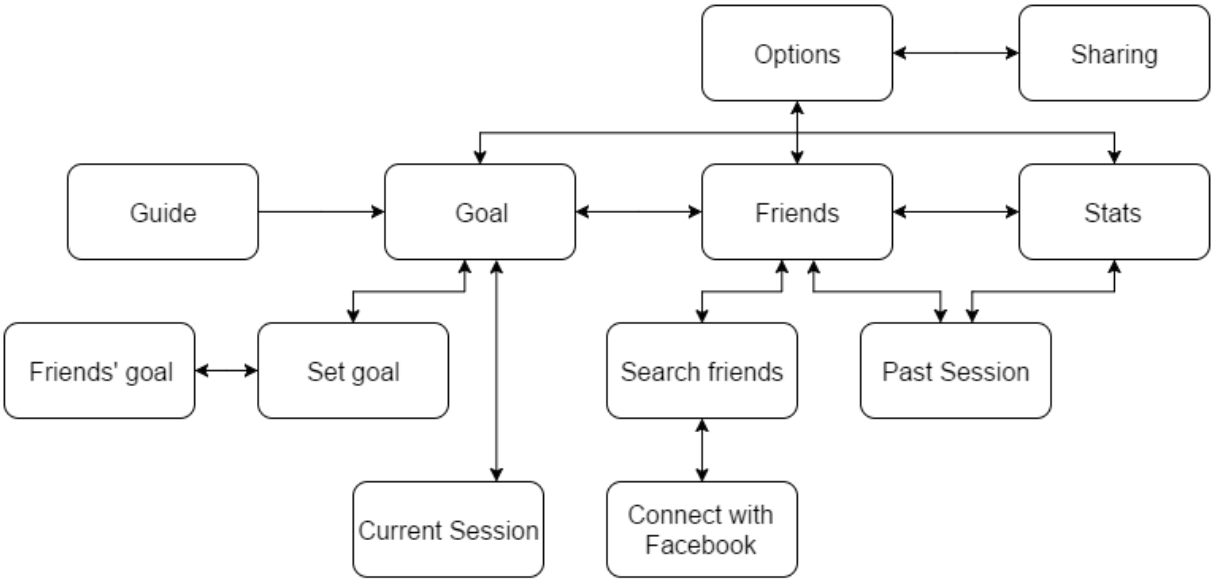 Options
Sharing
Guide
Goal
Friends
Stats
Friends' goal
Set goal
Search friends
Past Session
Current Session
Connect with
Facebook